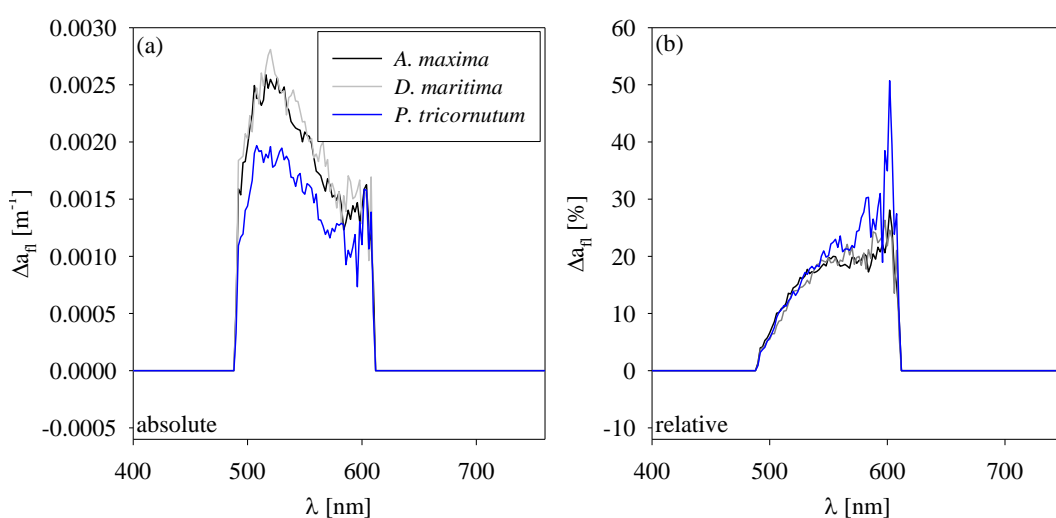 (a)
A. maxima
D. maritima
P. tricornutum
0.0030
0.0025
0.0020
0.0015
0.0010
0.0005
0.0000
-0.0005
Δa_fl [m⁻¹]
absolute
400 500 600 700
λ [nm]
(b)
60
50
40
30
20
10
0
-10
Δa_fl [%]
relative
400 500 600 700
λ [nm]